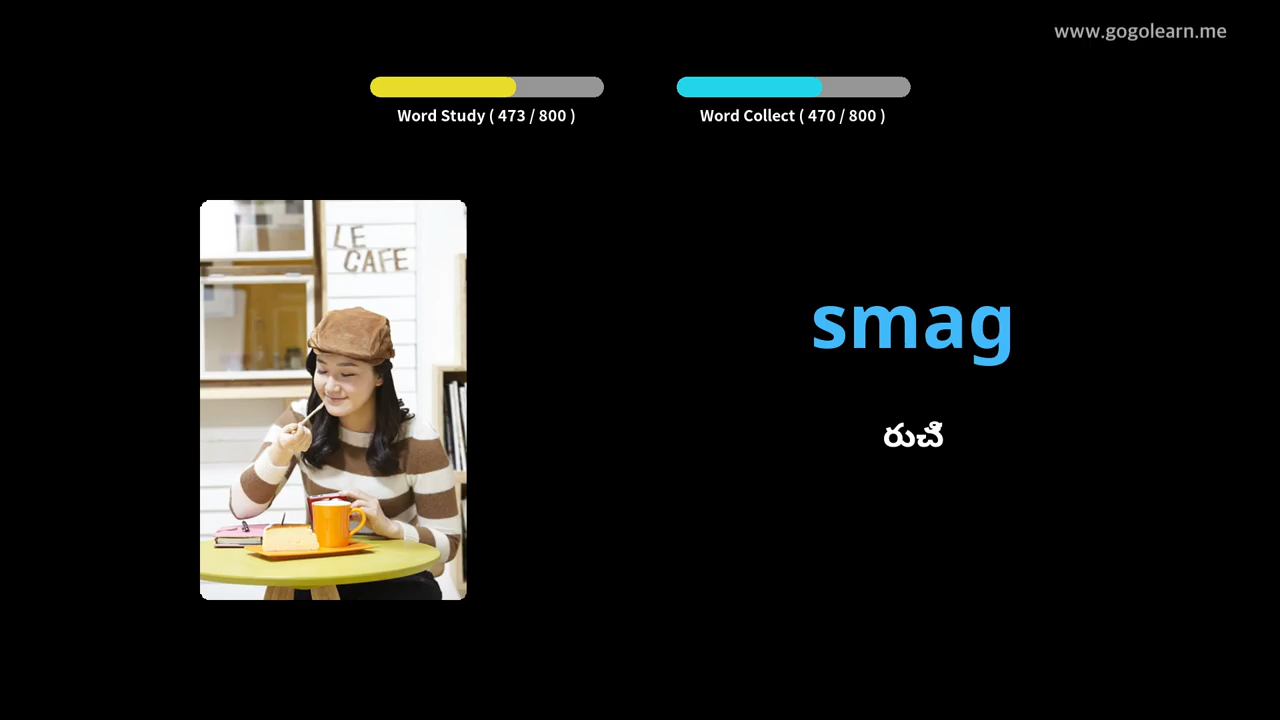 www.gogolearn.me
Word Study ( 473 / 800 )
Word Collect ( 470 / 800 )
LE
CAFE
smag
రుచి